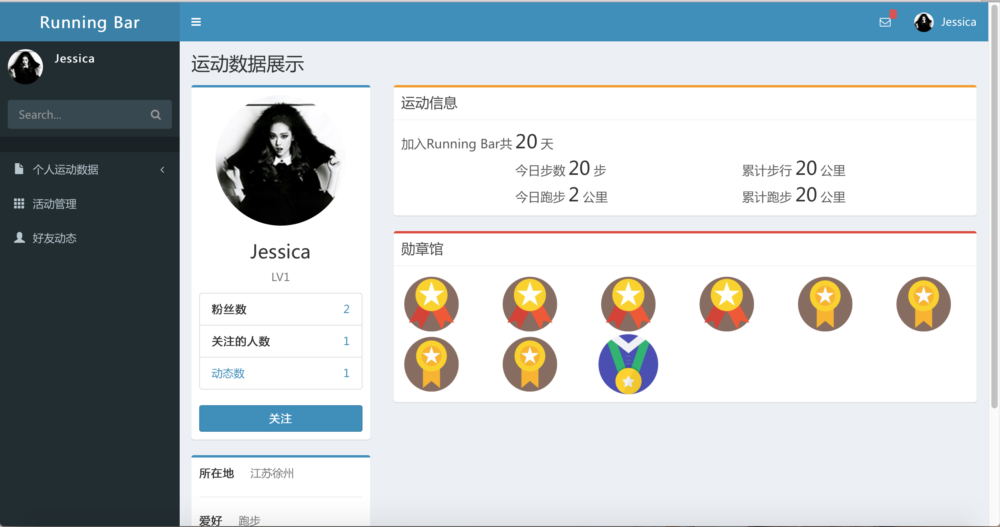 Running Bar
Jessica
Jessica
Search...
个人运动数据
活动管理
好友动态
运动数据展示
Jessica
LV1
粉丝数 2
关注的人数 1
动态数 1
关注
所在地 江苏徐州
爱好 跑步
运动信息
加入Running Bar共 20 天
今日步数 20 步 累计步行 20 公里
今日跑步 2 公里 累计跑步 20 公里
勋章馆